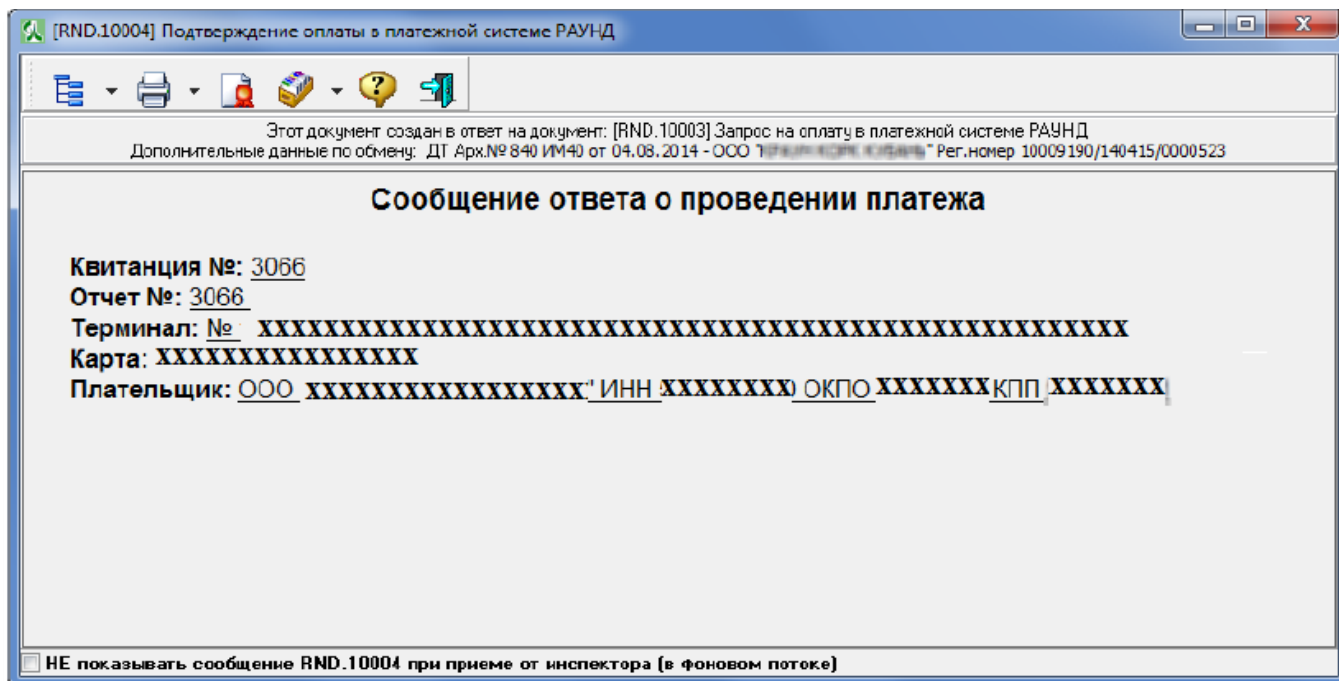 [RND.10004] Подтверждение оплаты в платежной системе РАУНД
Этот документ создан в ответ на документ: [RND.10003] Запрос на оплату в платежной системе РАУНД
Дополнительные данные по обмену: ДТ Арх.№ 840 ИМ40 от 04.08.2014 - ООО " " Рег.номер 10009190/140415/0000523
Сообщение ответа о проведении платежа
Квитанция №: 3066
Отчет №: 3066
Терминал: № XXXXXXXXXXXXXXXXXXXXXXXXXXXXXXXXXXXXXXXXXXXXXXXXXXXXX
Карта: XXXXXXXXXXXXXXXX
Плательщик: ООО XXXXXXXXXXXXXXXXX" ИНН XXXXXXXX ОКПО XXXXXXX КПП XXXXXXX
НЕ показывать сообщение RND.10004 при приеме от инспектора (в фоновом потоке)